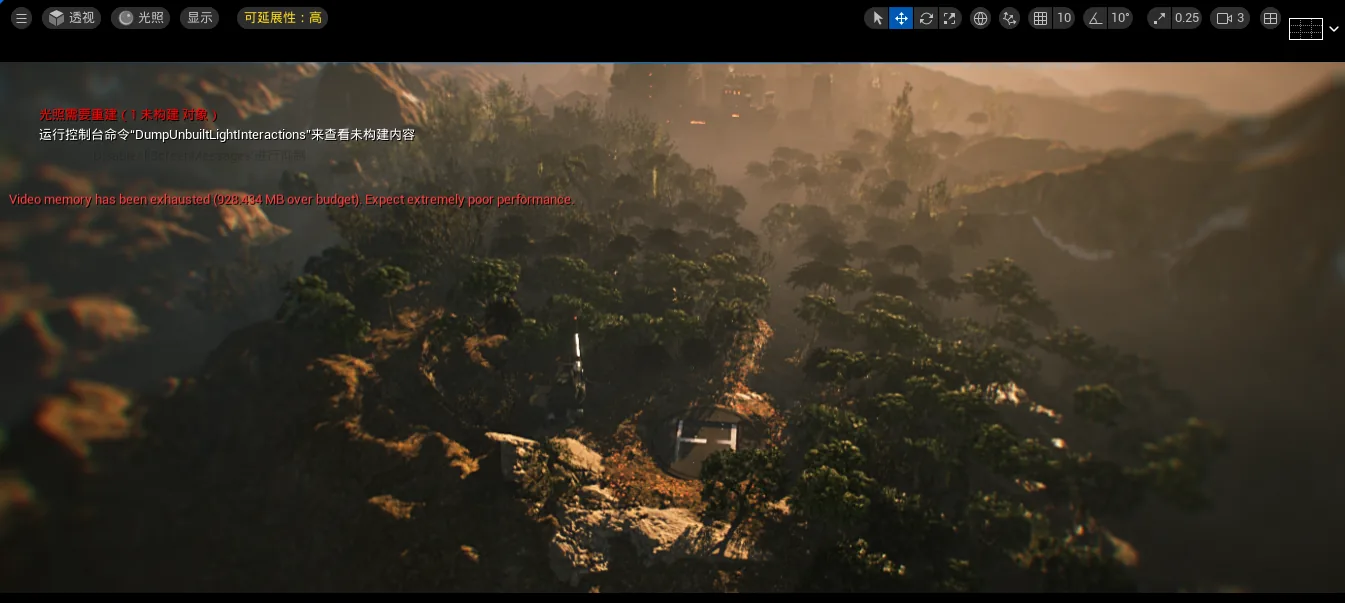 透视 光照 显示 可延展性：高 10 10° 0.25 3
光照需要重建（1 未构建 对象）
运行控制台命令“DumpUnbuiltLightInteractions”来查看未构建内容
Video memory has been exhausted (928.434 MB over budget). Expect extremely poor performance.